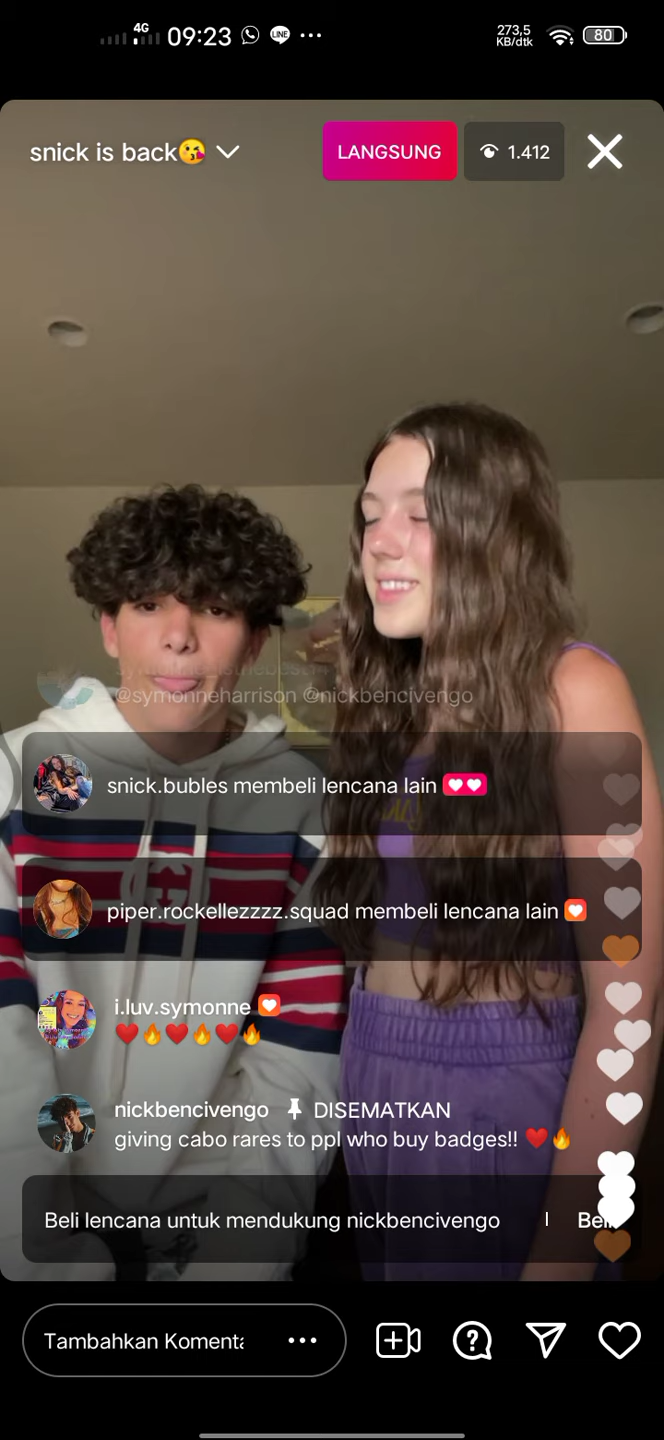 4G
09:23
LINE
273,5
KB/dtk
80
snick is back😘
LANGSUNG
1.412
@symonneharrison @nickbencivengo
snick.bubles membeli lencana lain
piper.rockellezzzz.squad membeli lencana lain
i.luv.symonne
❤️🔥❤️🔥❤️🔥
nickbencivengo DISEMATKAN
giving cabo rares to ppl who buy badges!! ❤️🔥
Beli lencana untuk mendukung nickbencivengo
Beli
Tambahkan Komenta